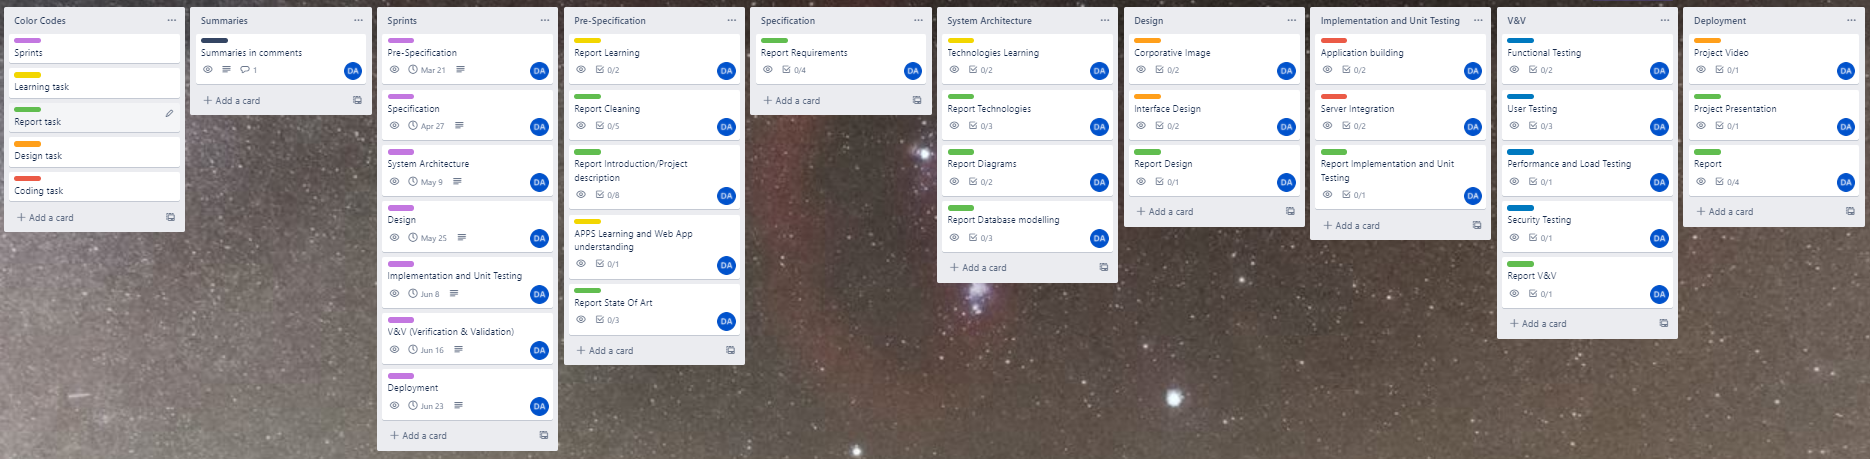 Color Codes
Sprints
Learning task
Report task
Design task
Coding task
Add a card
Summaries
Summaries in comments
1
DA
Add a card
Sprints
Pre-Specification
Mar 21
DA
Specification
Apr 27
DA
System Architecture
May 9
DA
Design
May 25
DA
Implementation and Unit Testing
Jun 8
DA
V&V (Verification & Validation)
Jun 16
DA
Deployment
Jun 23
DA
Add a card
Pre-Specification
Report Learning
0/2
DA
Report Cleaning
0/5
DA
Report Introduction/Project
description
0/8
DA
APPS Learning and Web App
understanding
0/1
DA
Report State Of Art
0/3
DA
Add a card
Specification
Report Requirements
0/4
DA
Add a card
System Architecture
Technologies Learning
0/2
DA
Report Technologies
0/3
DA
Report Diagrams
0/2
DA
Report Database modelling
0/3
DA
Add a card
Design
Corporative Image
0/2
DA
Interface Design
0/2
DA
Report Design
0/1
DA
Add a card
Implementation and Unit Testing
Application building
0/2
DA
Server Integration
0/2
DA
Report Implementation and Unit
Testing
0/1
DA
Add a card
V&V
Functional Testing
0/2
DA
User Testing
0/3
DA
Performance and Load Testing
0/1
DA
Security Testing
0/1
DA
Report V&V
0/1
DA
Add a card
Deployment
Project Video
0/1
DA
Project Presentation
0/1
DA
Report
0/4
DA
Add a card